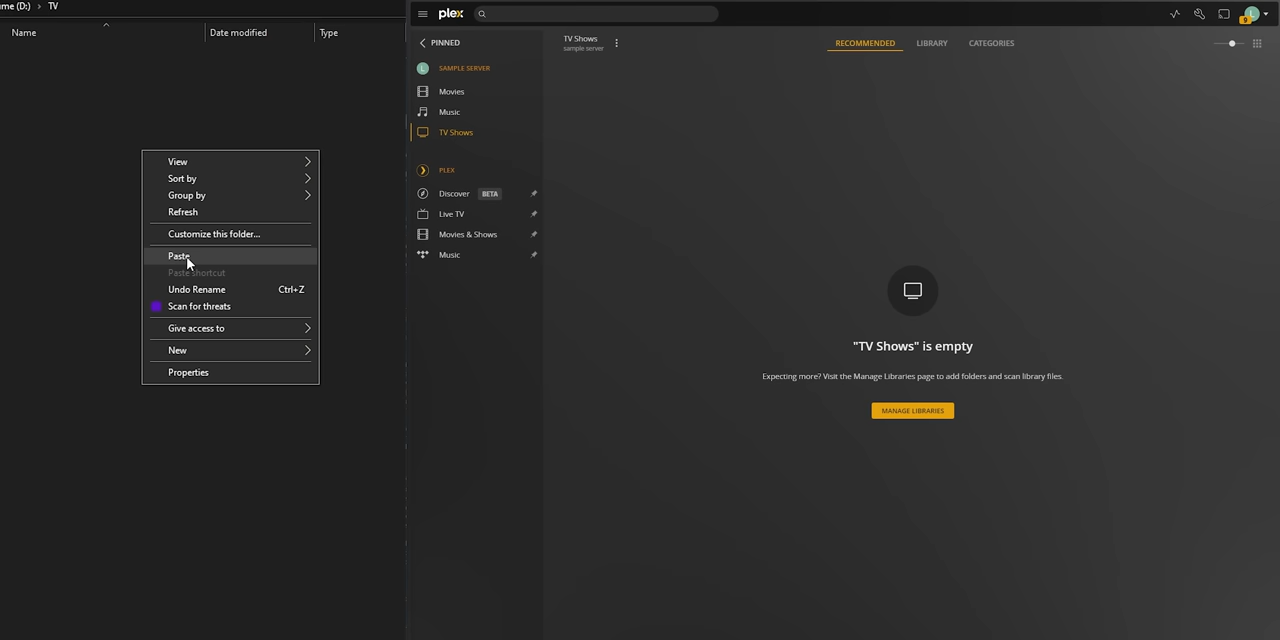 ume (D:) > TV
Name
Date modified
Type
View
Sort by
Group by
Refresh
Customize this folder...
Paste
Paste shortcut
Undo Rename Ctrl+Z
Scan for threats
Give access to
New
Properties
plex
L
9
PINNED
TV Shows
sample server
RECOMMENDED
LIBRARY
CATEGORIES
L SAMPLE SERVER
Movies
Music
TV Shows
PLEX
Discover BETA
Live TV
Movies & Shows
Music
"TV Shows" is empty
Expecting more? Visit the Manage Libraries page to add folders and scan library files.
MANAGE LIBRARIES